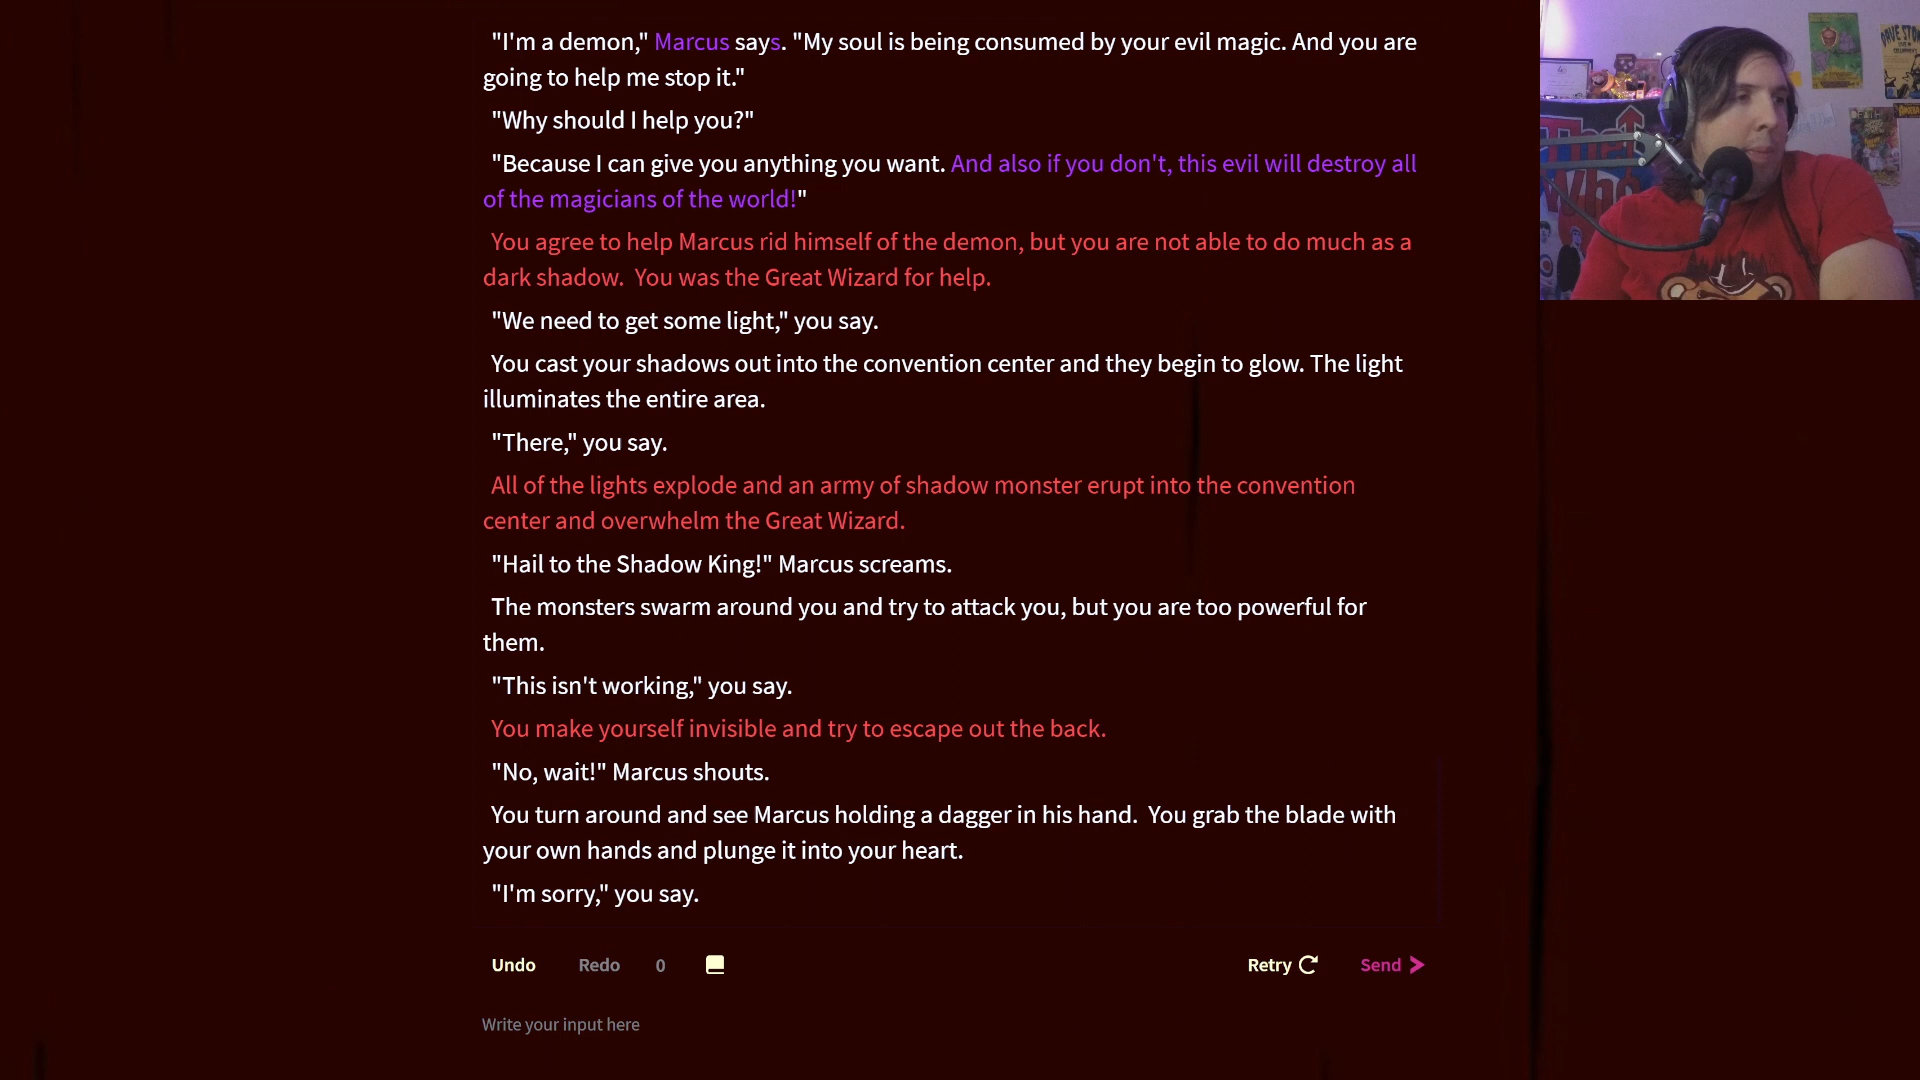 "I'm a demon," Marcus says. "My soul is being consumed by your evil magic. And you are
going to help me stop it."
"Why should I help you?"
"Because I can give you anything you want. And also if you don't, this evil will destroy all
of the magicians of the world!"
You agree to help Marcus rid himself of the demon, but you are not able to do much as a
dark shadow.  You was the Great Wizard for help.
"We need to get some light," you say.
You cast your shadows out into the convention center and they begin to glow. The light
illuminates the entire area.
"There," you say.
All of the lights explode and an army of shadow monster erupt into the convention
center and overwhelm the Great Wizard.
"Hail to the Shadow King!" Marcus screams.
The monsters swarm around you and try to attack you, but you are too powerful for
them.
"This isn't working," you say.
You make yourself invisible and try to escape out the back.
"No, wait!" Marcus shouts.
You turn around and see Marcus holding a dagger in his hand.  You grab the blade with
your own hands and plunge it into your heart.
"I'm sorry," you say.
Undo Redo 0 Retry Send
Write your input here
The
Who
DEATH